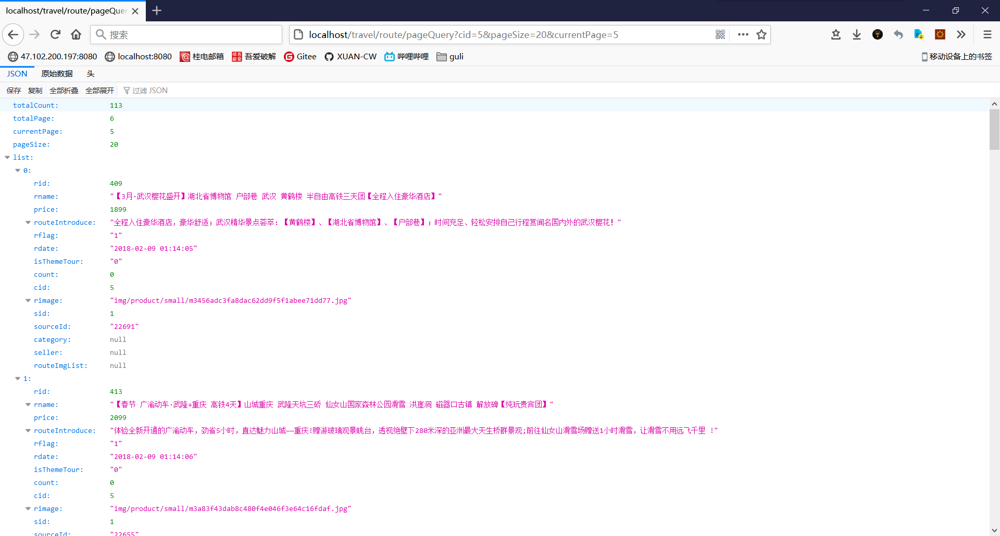 localhost/travel/route/pageQuer
搜索
localhost/travel/route/pageQuery?cid=5&pageSize=20&currentPage=5
47.102.200.197:8080 localhost:8080 桂电邮箱 吾爱破解 Gitee XUAN-CW 哔哩哔哩 guli 移动设备上的书签
JSON 原始数据 头
保存 复制 全部折叠 全部展开 过滤 JSON
totalCount: 113
totalPage: 6
currentPage: 5
pageSize: 20
list:
0:
rid: 409
rname: "【3月·武汉樱花盛开】湖北省博物馆 户部巷 武汉 黄鹤楼 半自由高铁三天团【全程入住豪华酒店】"
price: 1899
routeIntroduce: "全程入住豪华酒店，豪华舒适；武汉精华景点荟萃：【黄鹤楼】、【湖北省博物馆】、【户部巷】；时间充足、轻松安排自己行程赏闻名国内外的武汉樱花！"
rflag: "1"
rdate: "2018-02-09 01:14:05"
isThemeTour: "0"
count: 0
cid: 5
rimage: "img/product/small/m3456adc3fa8dac62dd9f5f1abee71dd77.jpg"
sid: 1
sourceId: "22691"
category: null
seller: null
routeImgList: null
1:
rid: 413
rname: "【春节 广渝动车·武隆+重庆 高铁4天】山城重庆 武隆天坑三硚 仙女山国家森林公园滑雪 洪崖洞 磁器口古镇 解放碑【纯玩贵宾团】"
price: 2099
routeIntroduce: "体验全新开通的广渝动车，劲省5小时，直达魅力山城——重庆!赠游玻璃观景眺台，透视绝壁下280米深的亚洲最大天生桥群景观;前往仙女山滑雪场赠送1小时滑雪，让滑雪不用远飞千里 !"
rflag: "1"
rdate: "2018-02-09 01:14:06"
isThemeTour: "0"
count: 0
cid: 5
rimage: "img/product/small/m3a83f43dab8c480f4e046f3e64c16fdaf.jpg"
sid: 1
sourceId: "22655"